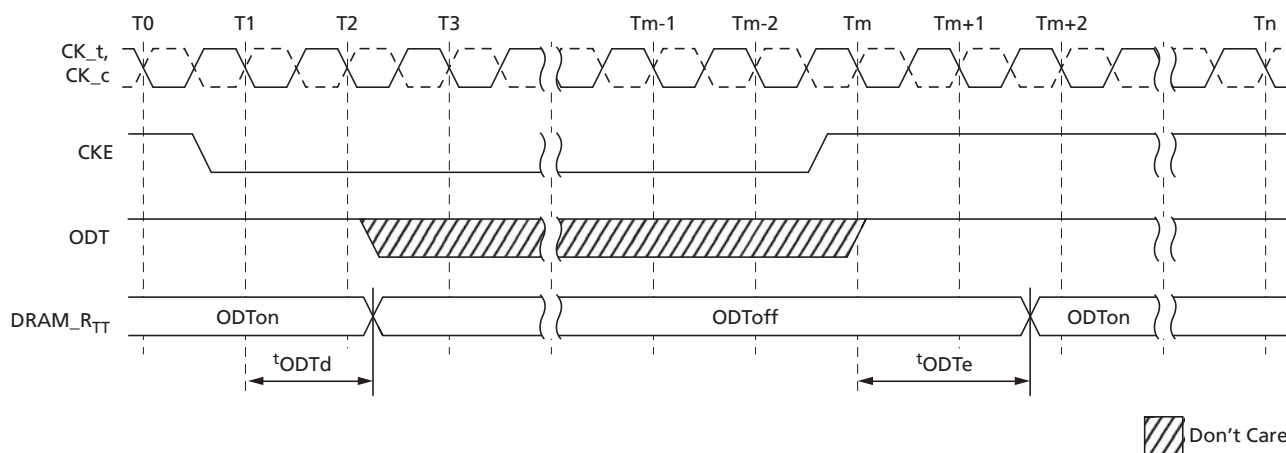 T0 T1 T2 T3 Tm-1 Tm-2 Tm Tm+1 Tm+2 Tn
CK_t,
CK_c
CKE
ODT
DRAM_RTT ODTon ODToff ODTon
tODTd tODTe
Don't Care